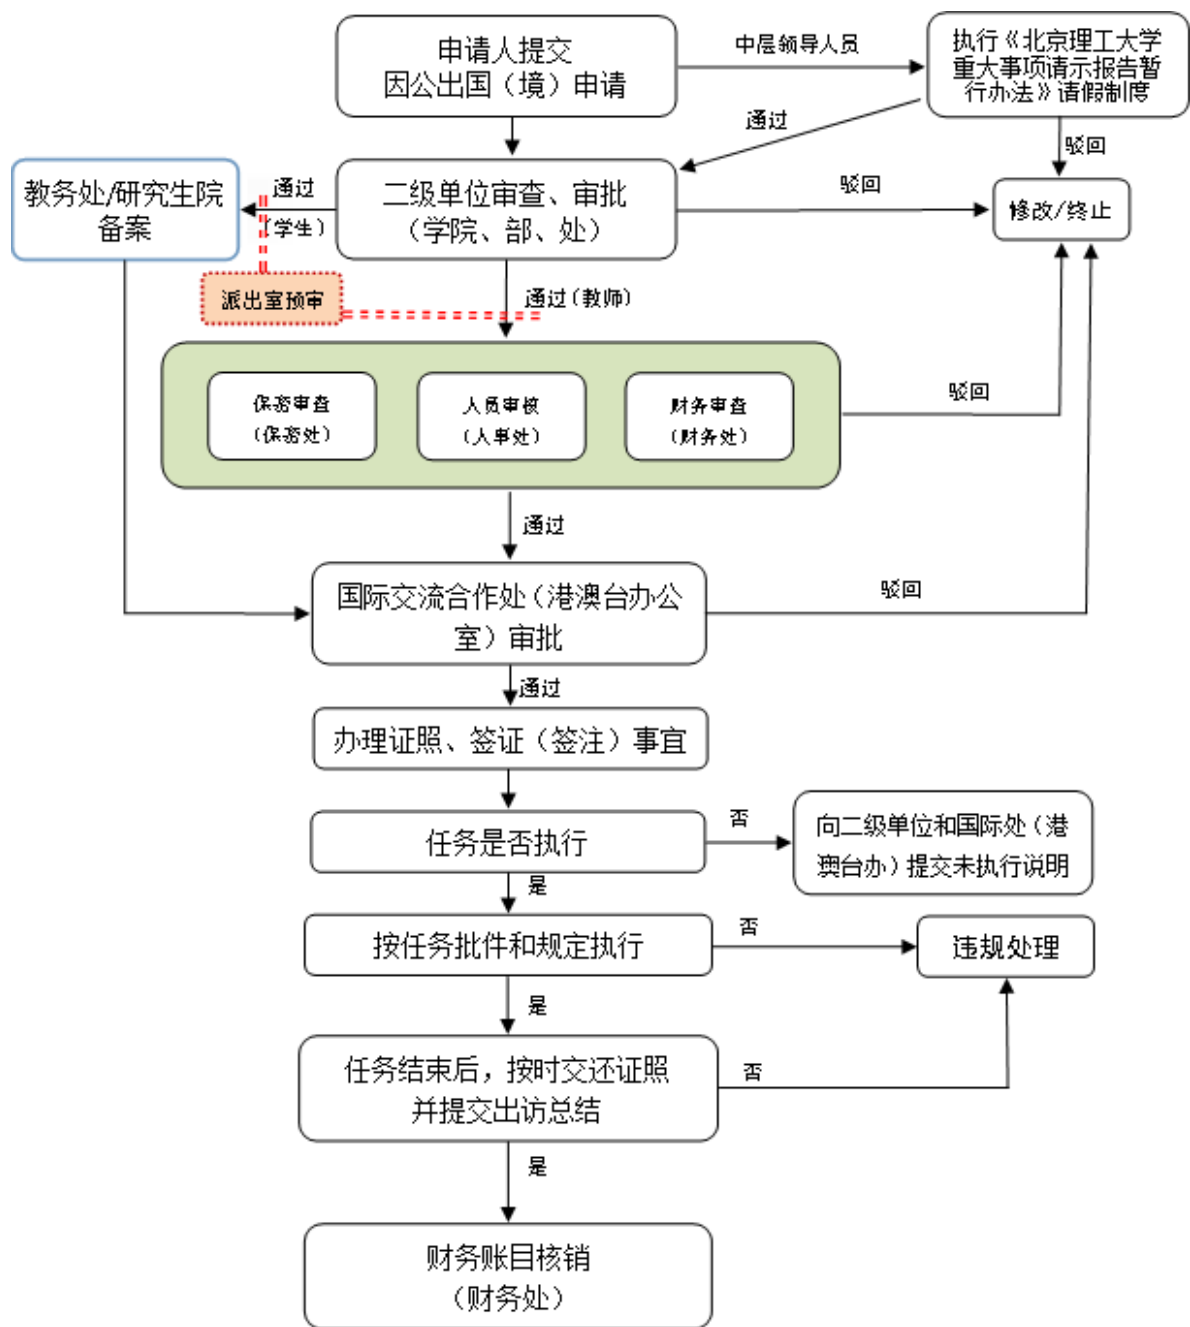 申请人提交
因公出国（境）申请
中层领导人员
执行《北京理工大学
重大事项请示报告暂
行办法》请假制度
通过
驳回
教务处/研究生院
备案
通过
(学生)
二级单位审查、审批
（学院、部、处）
驳回
修改/终止
派出室预审
通过(教师)
保密审查
(保密处)
人员审核
(人事处)
财务审查
(财务处)
驳回
通过
国际交流合作处(港澳台办公
室）审批
驳回
通过
办理证照、签证（签注）事宜
任务是否执行
否
向二级单位和国际处(港
澳台办)提交未执行说明
是
按任务批件和规定执行
否
违规处理
是
任务结束后，按时交还证照
并提交出访总结
否
是
财务账目核销
（财务处）